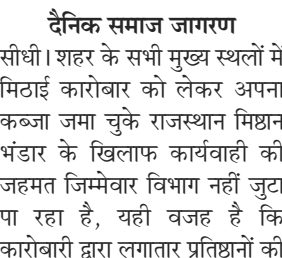 दैनिक समाज जागरण
सीधी। शहर के सभी मुख्य स्थलों में
मिठाई कारोबार को लेकर अपना
कब्जा जमा चुके राजस्थान मिष्ठान
भंडार के खिलाफ कार्यवाही की
जहमत जिम्मेवार विभाग नहीं जुटा
पा रहा है, यही वजह है कि
कारोबारी द्वारा लगातार प्रतिष्ठानों की